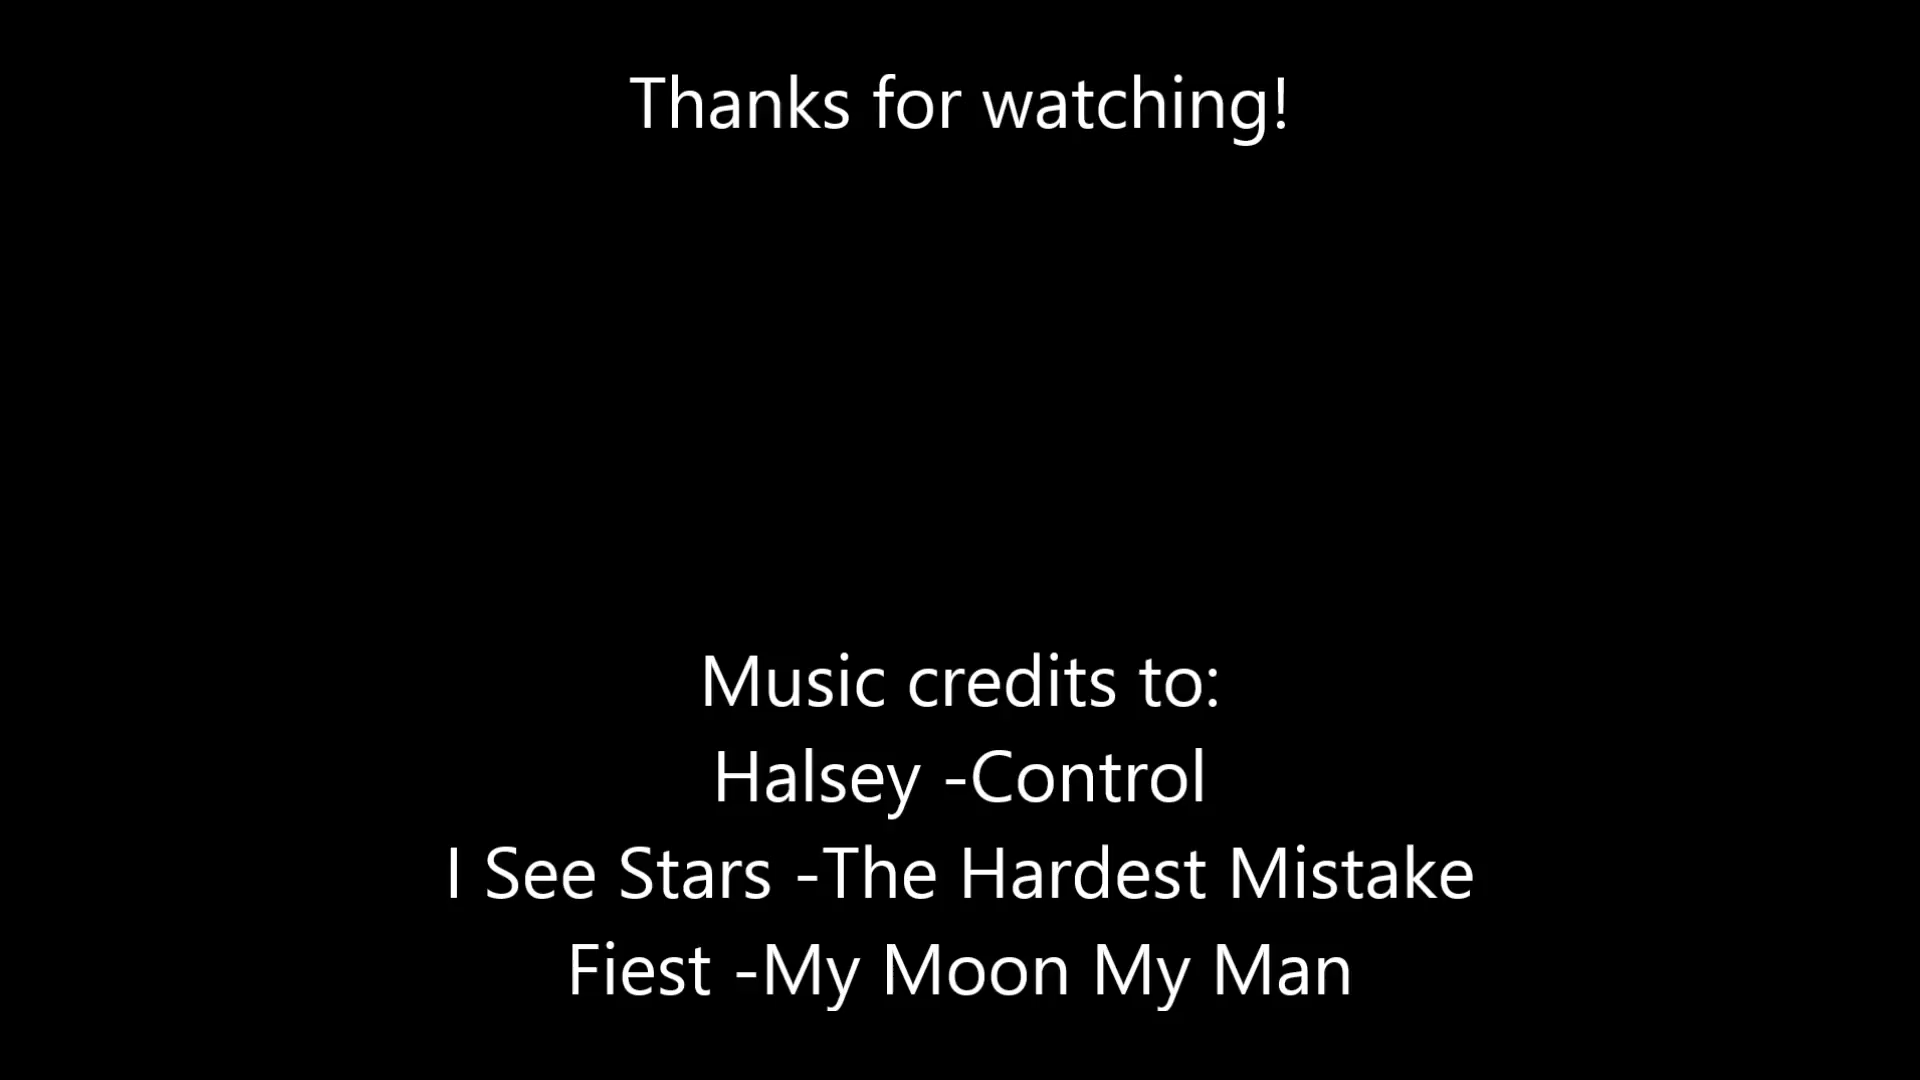 Thanks for watching!
Music credits to:
Halsey -Control
I See Stars -The Hardest Mistake
Fiest -My Moon My Man